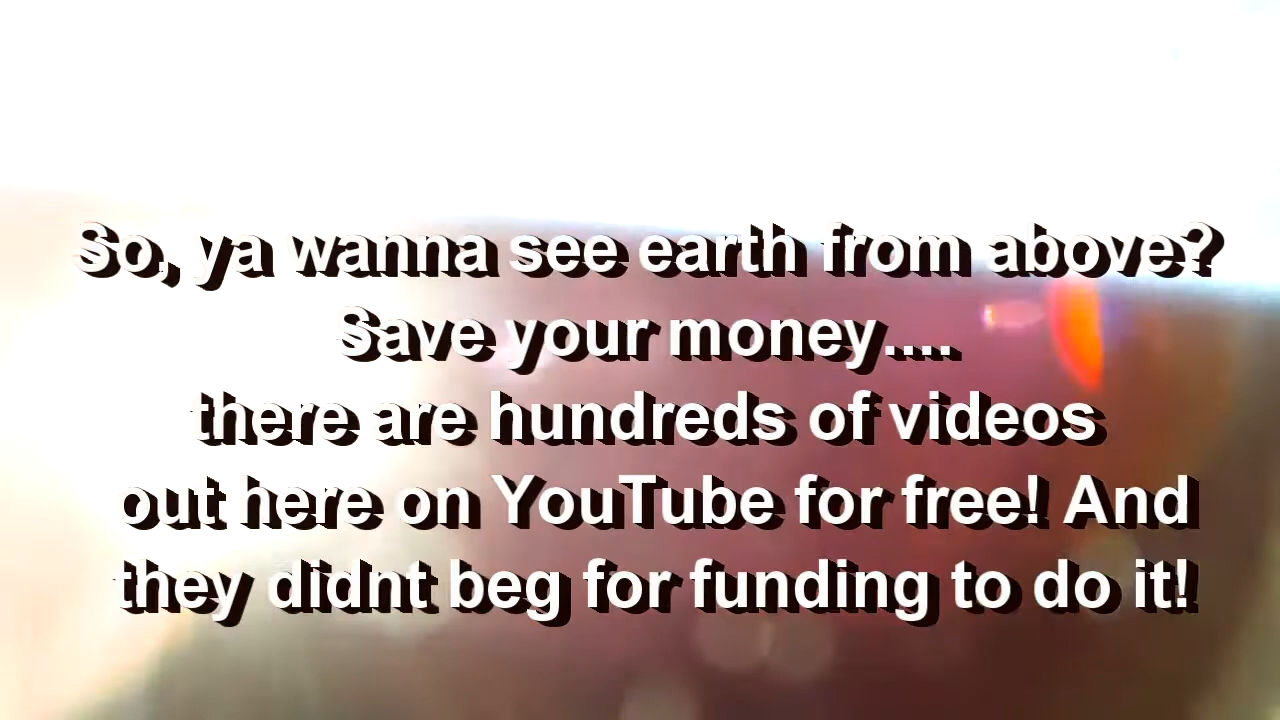 So, ya wanna see earth from above?
Save your money....
there are hundreds of videos
out here on YouTube for free! And
they didnt beg for funding to do it!